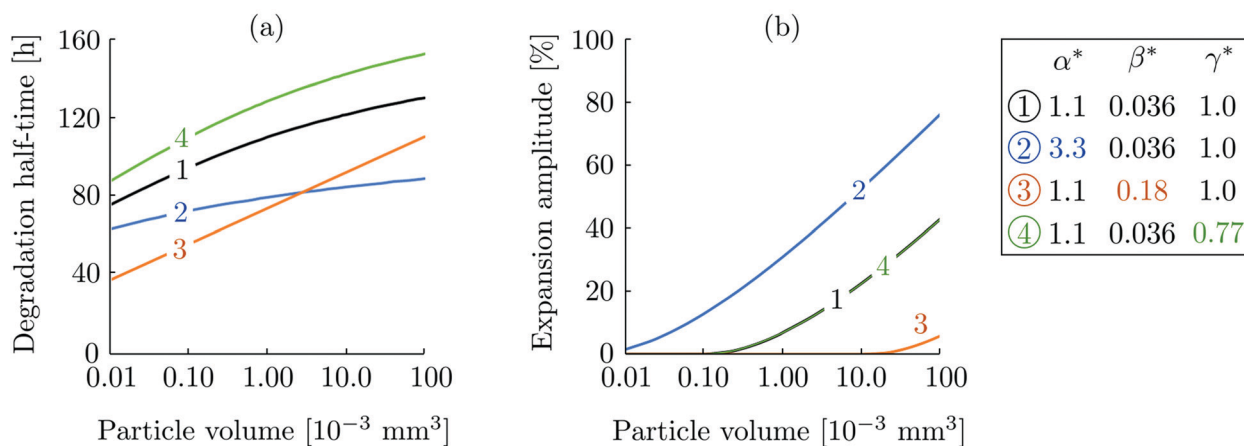 (a)
Degradation half-time [h]
160
120
80
40
0
4
1
2
3
0.01 0.10 1.00 10.0 100
Particle volume [10⁻³ mm³]
(b)
Expansion amplitude [%]
100
80
60
40
20
0
2
4
1
3
0.01 0.10 1.00 10.0 100
Particle volume [10⁻³ mm³]
α* β* γ*
① 1.1 0.036 1.0
② 3.3 0.036 1.0
③ 1.1 0.18 1.0
④ 1.1 0.036 0.77